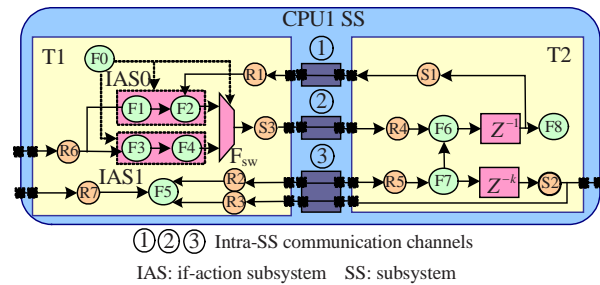 CPU1 SS
T1
T2
F0
IAS0
R1
①
S1
F1
F2
②
F3
F4
R6
S3
R4
F6
Z⁻¹
F8
F_sw
IAS1
③
R7
F5
R2
R3
R5
F7
Z⁻ᵏ
S2
①②③ Intra-SS communication channels
IAS: if-action subsystem SS: subsystem